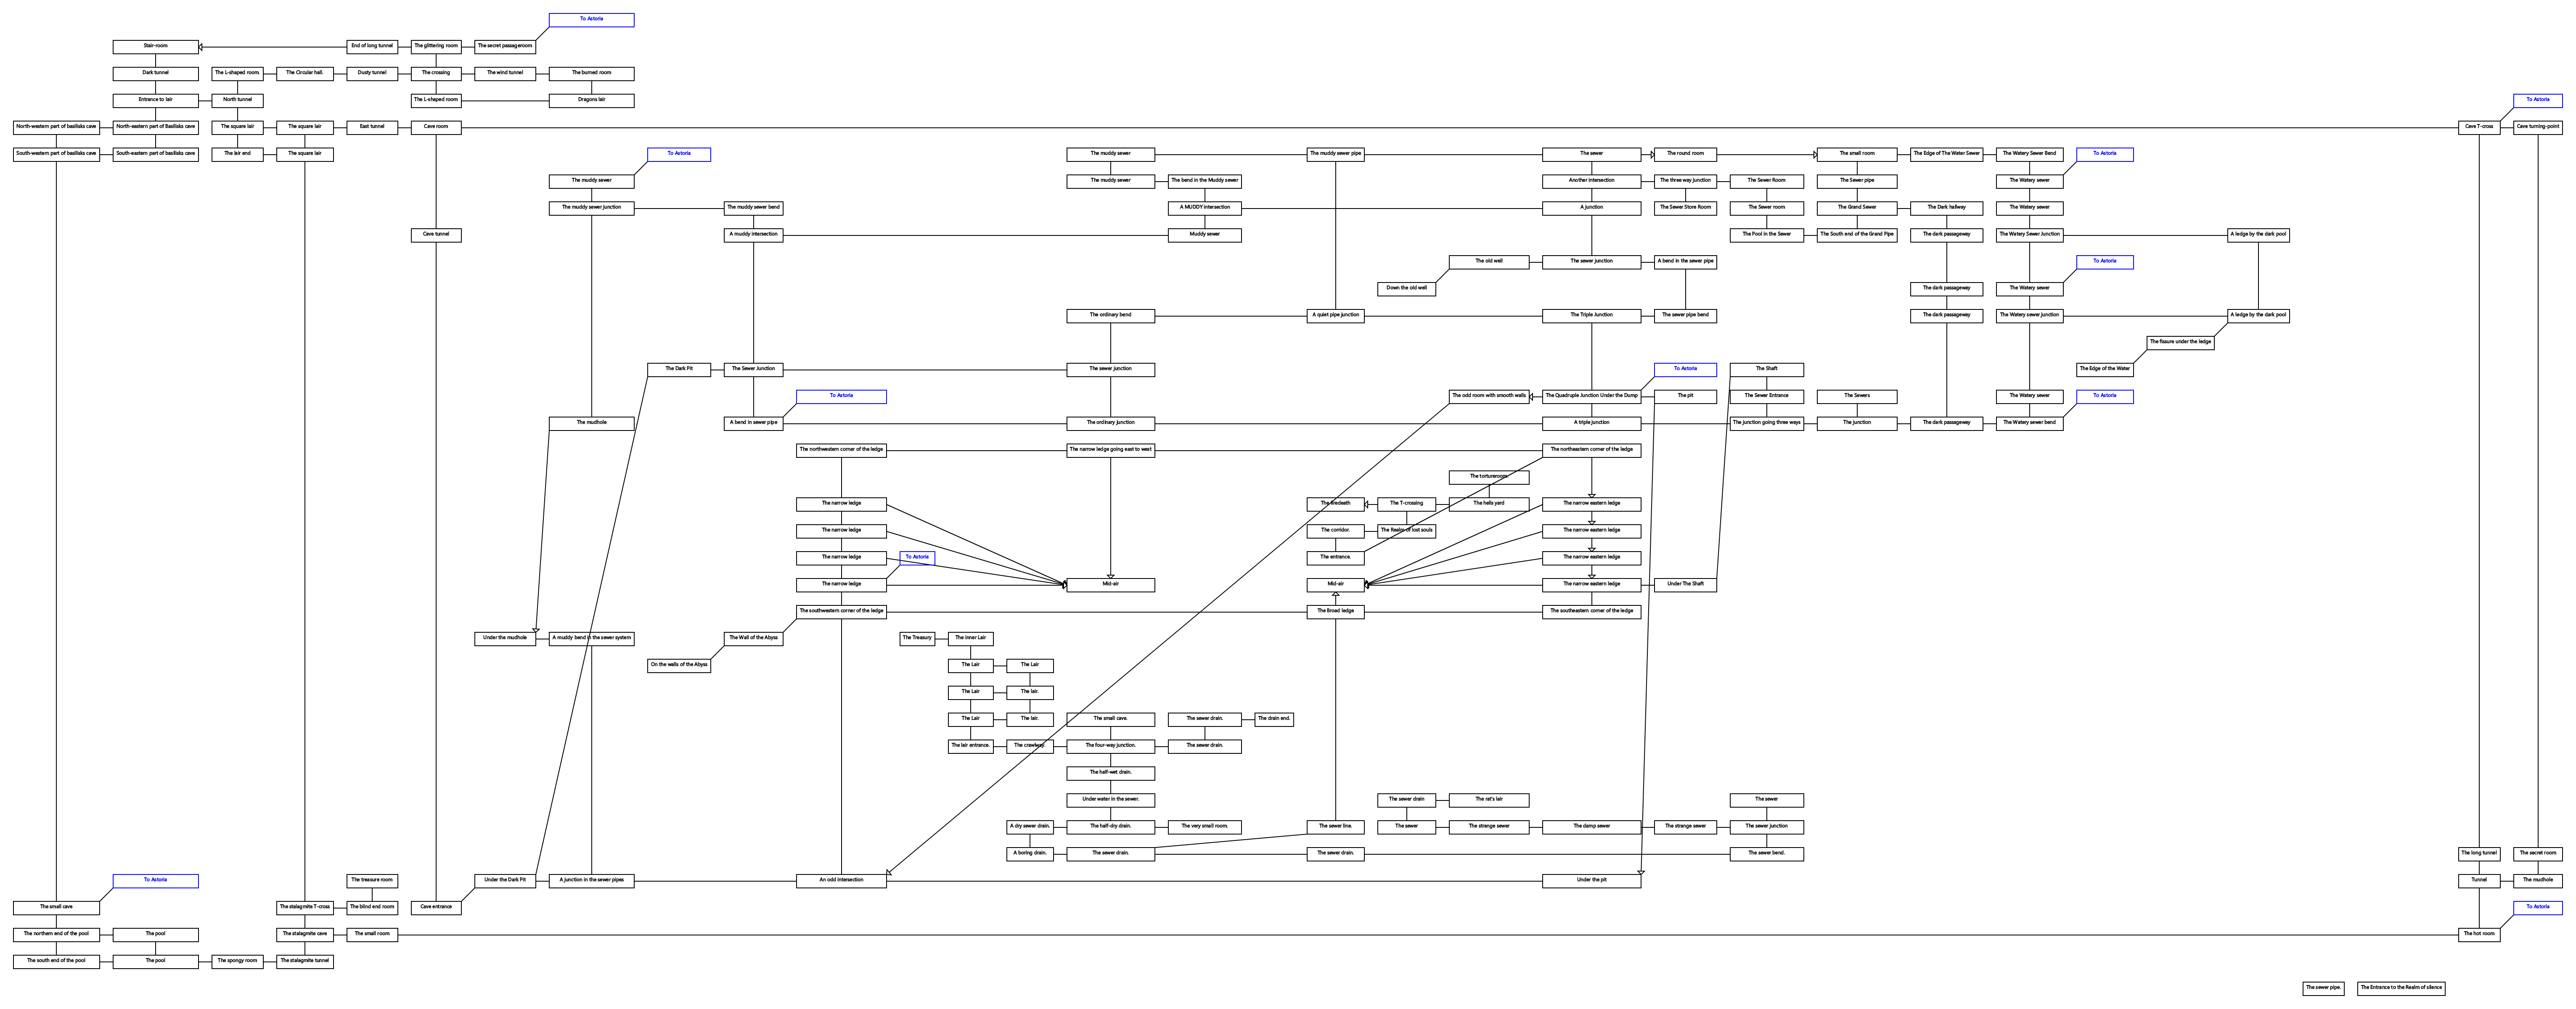 To Astoria
Stair-room
End of long tunnel
The glittering room
The secret passageroom
Dark tunnel
The L-shaped room.
The Circular hall.
Dusty tunnel
The crossing
The wind tunnel
The burned room
Entrance to lair
North tunnel
The L-shaped room
Dragons lair
To Astoria
North-western part of basilisks cave
North-eastern part of Basilisks cave
The square lair
The square lair
East tunnel
Cave room
Cave T-cross
Cave turning-point
South-western part of basilisks cave
South-eastern part of basilisks cave
The lair end
The square lair
To Astoria
The muddy sewer
The muddy sewer pipe
The sewer
The round room
The small room
The Edge of The Water Sewer
The Watery Sewer Bend
To Astoria
The muddy sewer
The muddy sewer
The bend in the Muddy sewer
Another intersection
The three way junction
The Sewer Room
The Sewer pipe
The Watery sewer
The muddy sewer junction
The muddy sewer bend
A MUDDY intersection
A junction
The Sewer Store Room
The Sewer room
The Grand Sewer
The Dark hallway
The Watery sewer
Cave tunnel
A muddy intersection
Muddy sewer
The Pool in the Sewer
The South end of the Grand Pipe
The dark passageway
The Watery Sewer Junction
A ledge by the dark pool
The old well
The sewer junction
A bend in the sewer pipe
To Astoria
Down the old well
The dark passageway
The Watery sewer
The ordinary bend
A quiet pipe junction
The Triple Junction
The sewer pipe bend
The dark passageway
The Watery sewer junction
A ledge by the dark pool
The fissure under the ledge
The Dark Pit
The Sewer Junction
The sewer junction
To Astoria
The Shaft
The Edge of the Water
To Astoria
The odd room with smooth walls
The Quadruple Junction Under the Dump
The pit
The Sewer Entrance
The Sewers
The Watery sewer
To Astoria
The mudhole
A bend in sewer pipe
The ordinary junction
A triple junction
The junction going three ways
The junction
The dark passageway
The Watery sewer bend
The northwestern corner of the ledge
The narrow ledge going east to west
The northeastern corner of the ledge
The tortureroom.
The narrow ledge
The firedeath
The T-crossing
The hells yard
The narrow eastern ledge
The narrow ledge
The corridor.
The Realm of lost souls
The narrow eastern ledge
The narrow ledge
To Astoria
The entrance.
The narrow eastern ledge
The narrow ledge
Mid-air
Mid-air
The narrow eastern ledge
Under The Shaft
The southwestern corner of the ledge
The Broad ledge
The southeastern corner of the ledge
Under the mudhole
A muddy bend in the sewer system
The Wall of the Abyss
The Treasury
The inner Lair
On the walls of the Abyss
The Lair
The Lair
The Lair
The lair.
The Lair
The lair.
The small cave.
The sewer drain.
The drain end.
The lair entrance.
The crawlway.
The four-way junction.
The sewer drain.
The half-wet drain.
Under water in the sewer.
The sewer drain
The rat's lair
The sewer
A dry sewer drain.
The half-dry drain.
The very small room.
The sewer line.
The sewer
The strange sewer
The damp sewer
The strange sewer
The sewer junction
A boring drain.
The sewer drain.
The sewer drain.
The sewer bend.
The long tunnel
The secret room
To Astoria
The treasure room
Under the Dark Pit
A junction in the sewer pipes
An odd intersection
Under the pit
Tunnel
The mudhole
The small cave
The stalagmite T-cross
The blind end room
Cave entrance
To Astoria
The northern end of the pool
The pool
The stalagmite cave
The small room
The hot room
The south end of the pool
The pool
The spongy room
The stalagmite tunnel
The sewer pipe.
The Entrance to the Realm of silence